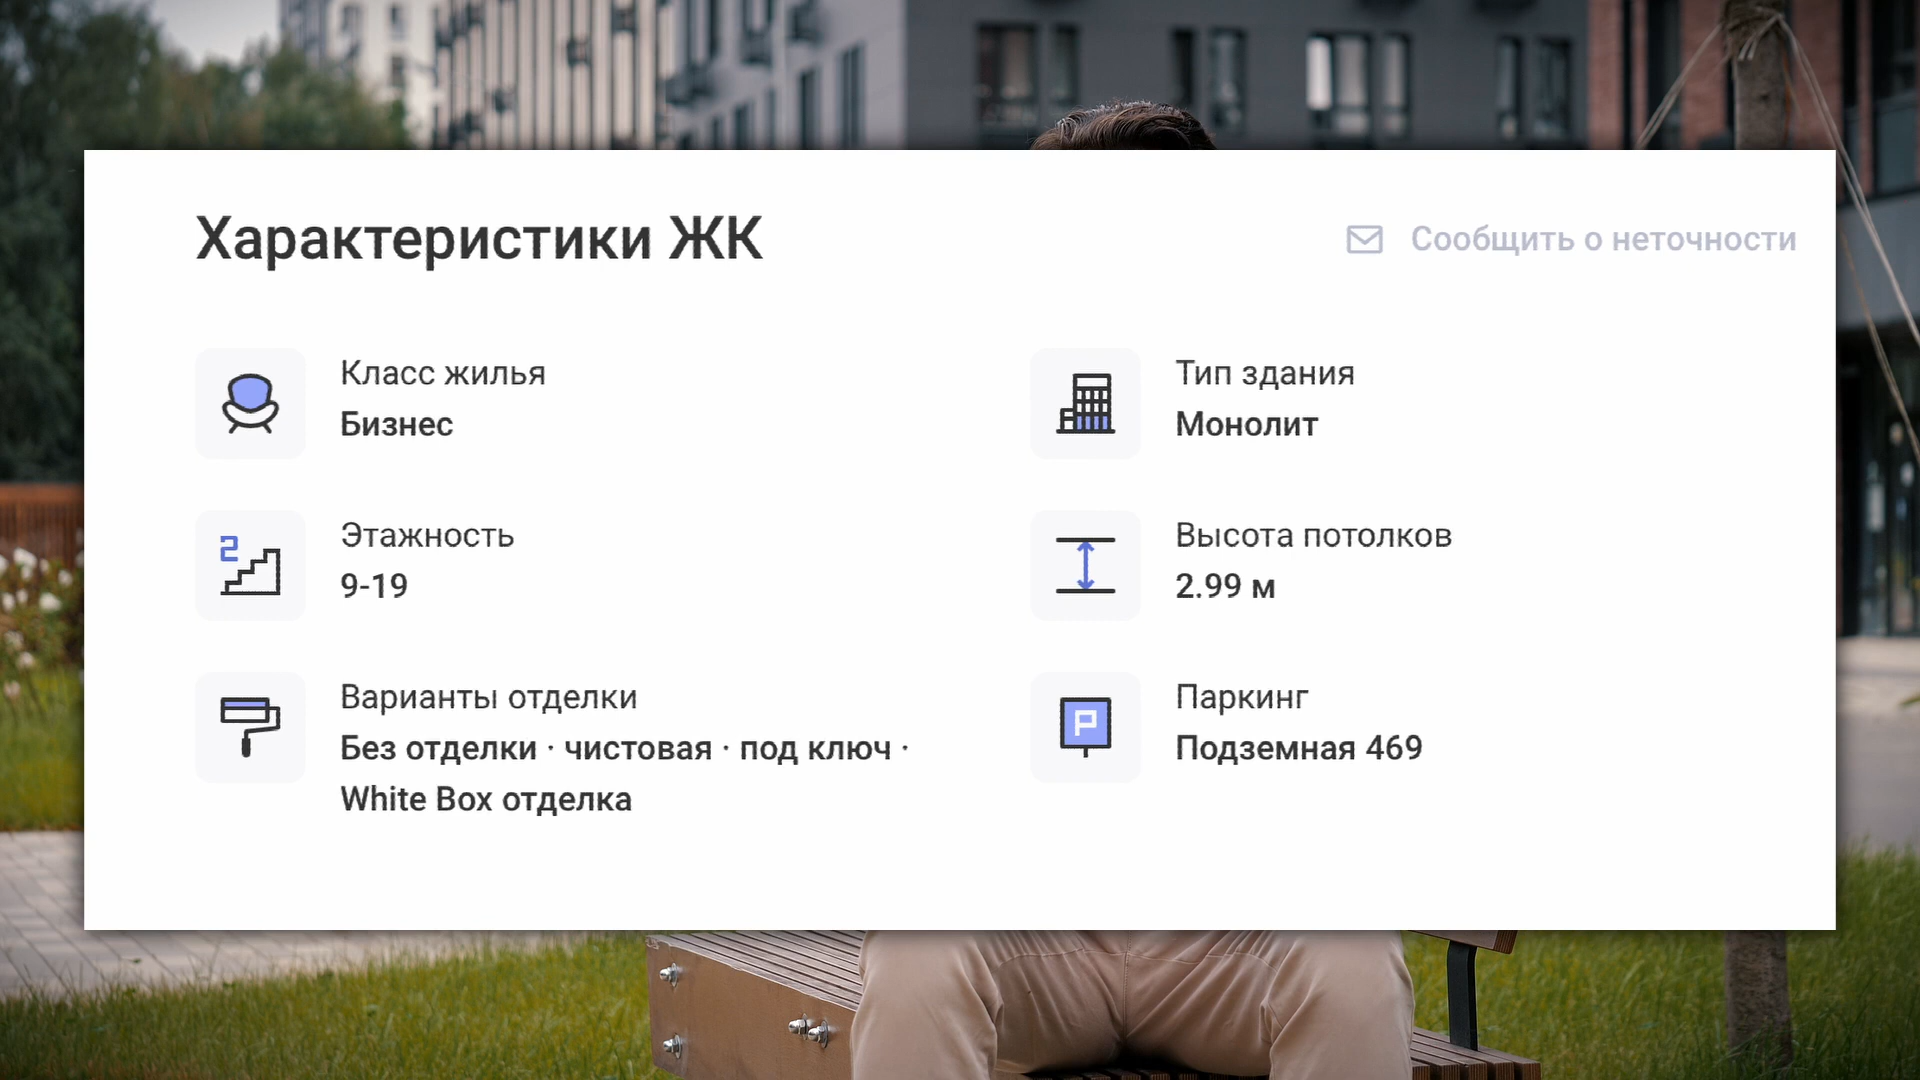 Характеристики ЖК
Сообщить о неточности
Класс жилья
Бизнес
Тип здания
Монолит
2
Этажность
9-19
Высота потолков
2.99 м
Варианты отделки
Без отделки · чистовая · под ключ ·
White Box отделка
P
Паркинг
Подземная 469